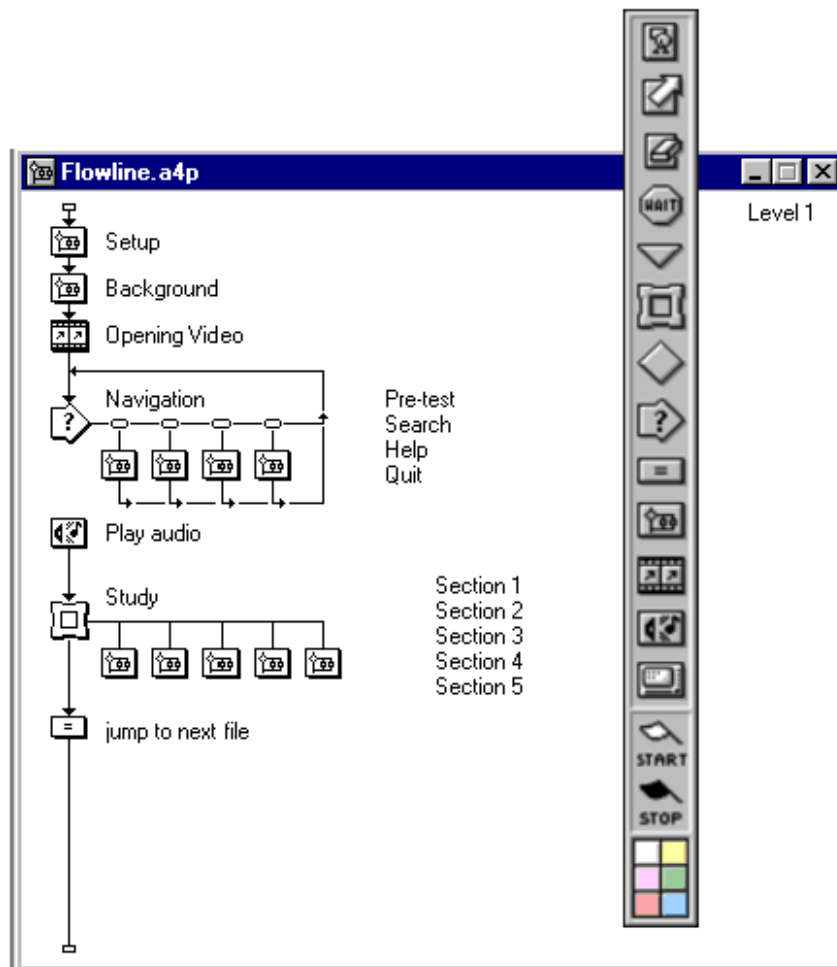 Flowline.a4p
Level 1
Setup
Background
Opening Video
Navigation
?
Pre-test
Search
Help
Quit
Play audio
Study
Section 1
Section 2
Section 3
Section 4
Section 5
=
jump to next file
WAIT
?
=
START
STOP